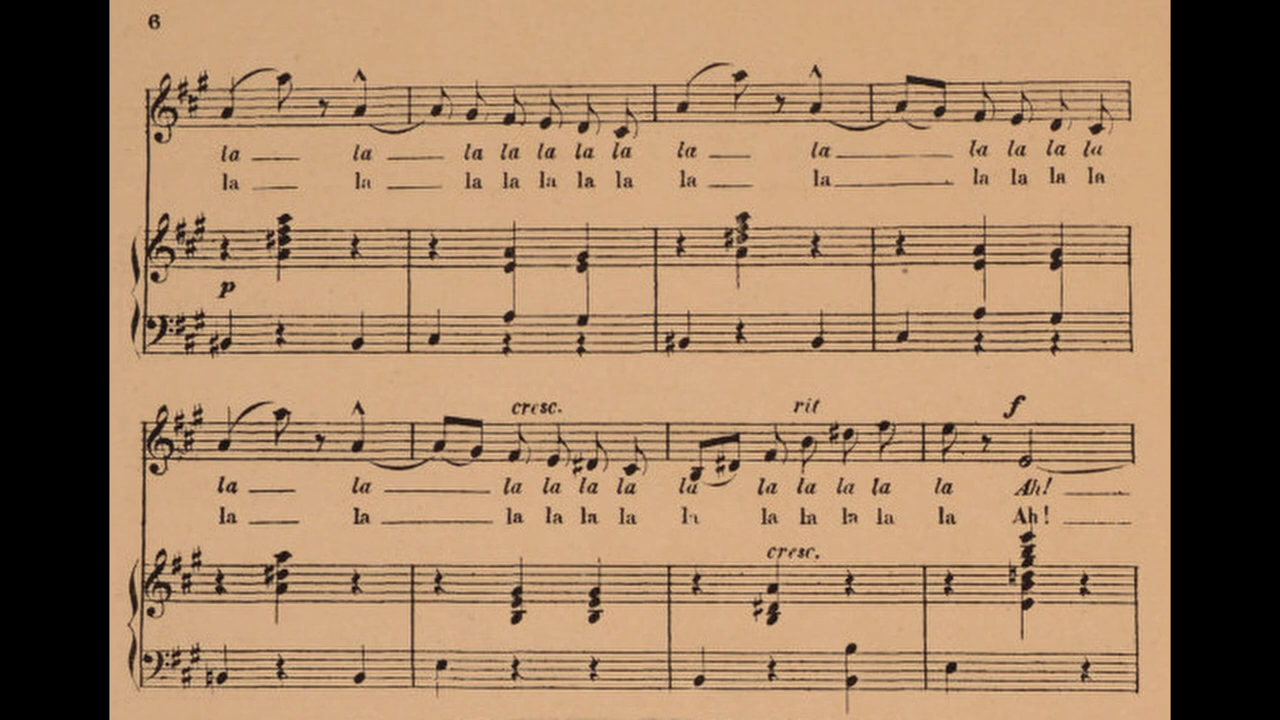 6
la la la la la la la la la la la la la
la la la la la la la la la la la la la
p
cresc. rit f
la la la la la la la la la la la la Ah!
la la la la la la la la la la la la Ah!
cresc.